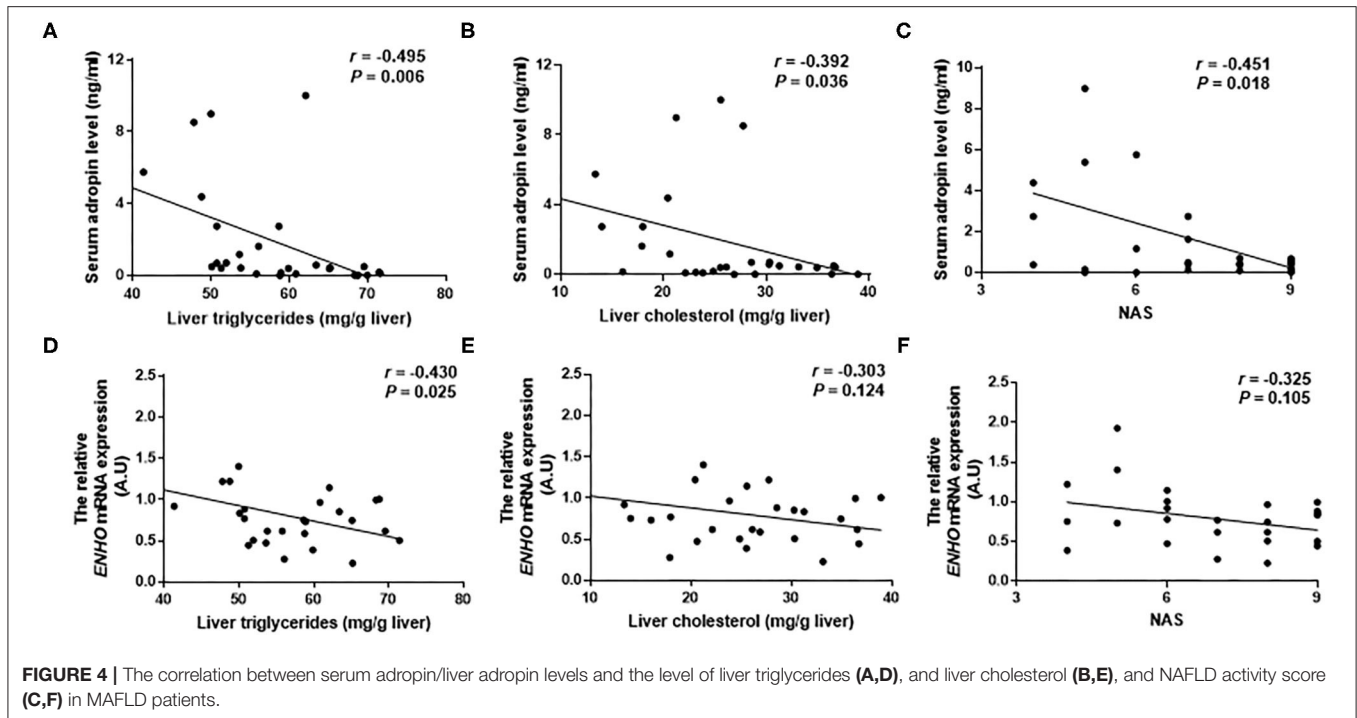 A
r = -0.495
P = 0.006
Serum adropin level (ng/ml)
12
8
4
0
40
50
60
70
80
Liver triglycerides (mg/g liver)
B
r = -0.392
P = 0.036
Serum adropin level (ng/ml)
12
8
4
0
10
20
30
40
Liver cholesterol (mg/g liver)
C
r = -0.451
P = 0.018
Serum adropin level (ng/ml)
10
8
6
4
2
0
3
6
9
NAS
D
r = -0.430
P = 0.025
The relative
ENHO mRNA expression
(A.U)
2.5
2.0
1.5
1.0
0.5
0.0
40
50
60
70
80
Liver triglycerides (mg/g liver)
E
r = -0.303
P = 0.124
The relative
ENHO mRNA expression
(A.U)
2.5
2.0
1.5
1.0
0.5
0.0
10
20
30
40
Liver cholesterol (mg/g liver)
F
r = -0.325
P = 0.105
The relative
ENHO mRNA expression
(A.U)
2.5
2.0
1.5
1.0
0.5
0.0
3
6
9
NAS
FIGURE 4 | The correlation between serum adropin/liver adropin levels and the level of liver triglycerides (A,D), and liver cholesterol (B,E), and NAFLD activity score
(C,F) in MAFLD patients.